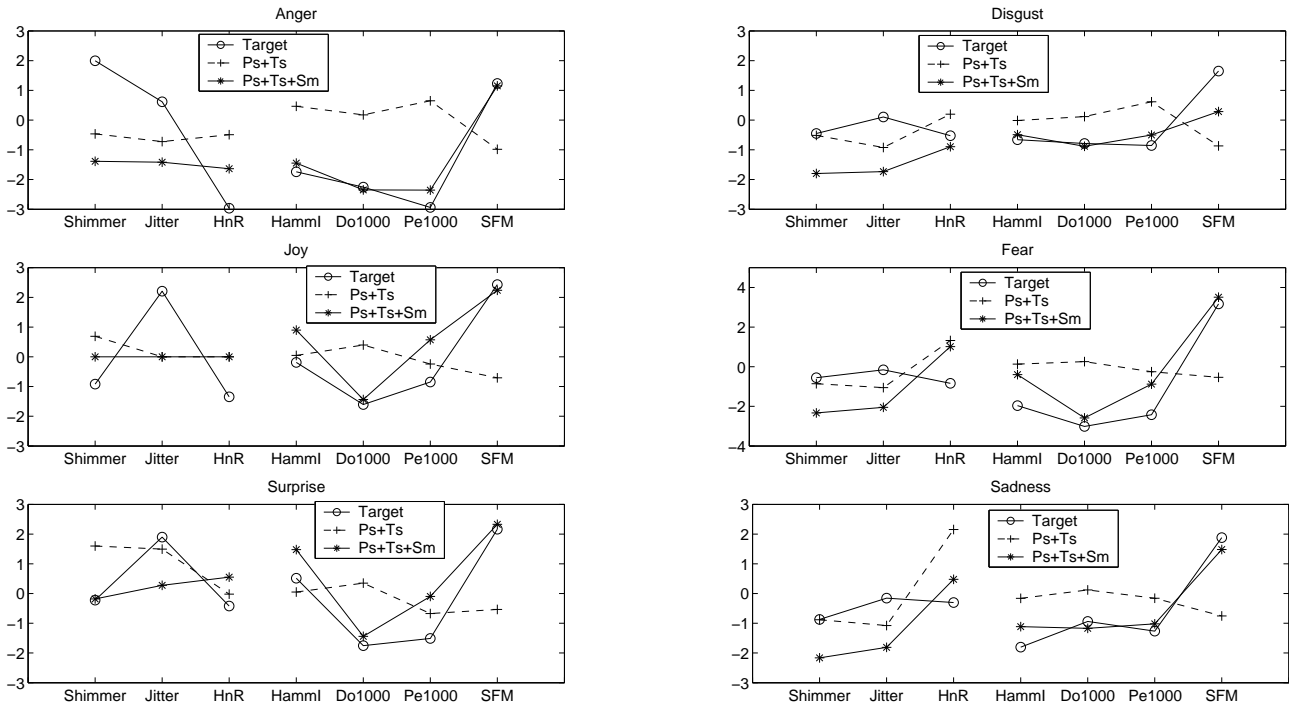 Anger
3
2
1
0
−1
−2
−3
Target
Ps+Ts
Ps+Ts+Sm
Shimmer Jitter HnR HammI Do1000 Pe1000 SFM
Disgust
3
2
1
0
−1
−2
−3
Target
Ps+Ts
Ps+Ts+Sm
Shimmer Jitter HnR HammI Do1000 Pe1000 SFM
Joy
3
2
1
0
−1
−2
−3
Target
Ps+Ts
Ps+Ts+Sm
Shimmer Jitter HnR HammI Do1000 Pe1000 SFM
Fear
4
2
0
−2
−4
Target
Ps+Ts
Ps+Ts+Sm
Shimmer Jitter HnR HammI Do1000 Pe1000 SFM
Surprise
3
2
1
0
−1
−2
−3
Target
Ps+Ts
Ps+Ts+Sm
Shimmer Jitter HnR HammI Do1000 Pe1000 SFM
Sadness
3
2
1
0
−1
−2
−3
Target
Ps+Ts
Ps+Ts+Sm
Shimmer Jitter HnR HammI Do1000 Pe1000 SFM